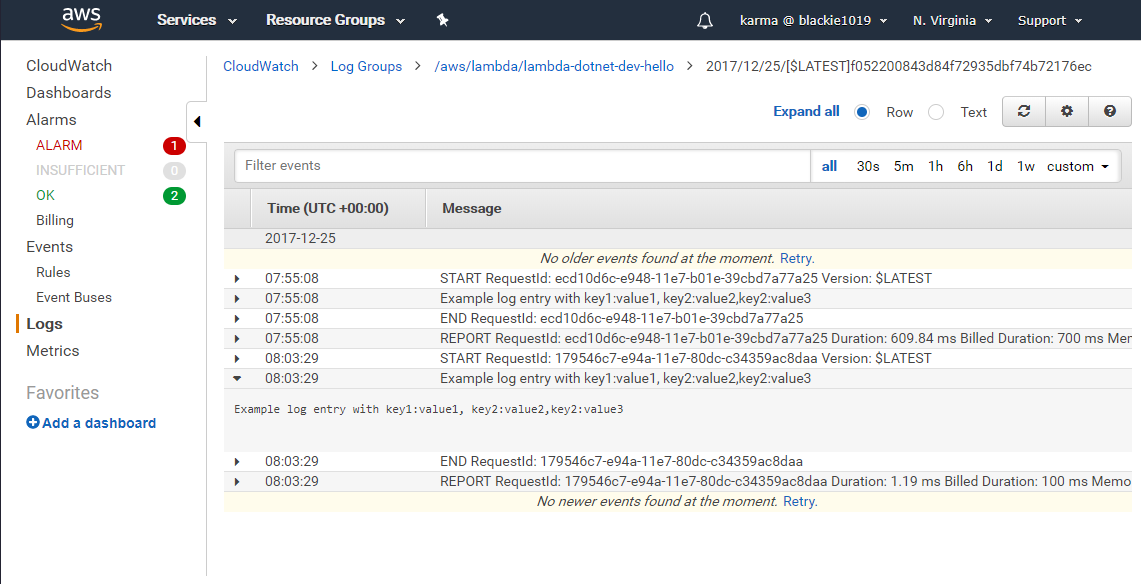 aws Services Resource Groups karma @ blackie1019 N. Virginia Support
CloudWatch
Dashboards
Alarms
ALARM 1
INSUFFICIENT 0
OK 2
Billing
Events
Rules
Event Buses
Logs
Metrics
Favorites
Add a dashboard
CloudWatch Log Groups /aws/lambda/lambda-dotnet-dev-hello 2017/12/25/[$LATEST]f052200843d84f72935dbf74b72176ec
Expand all Row Text
Filter events all 30s 5m 1h 6h 1d 1w custom
Time (UTC +00:00) Message
2017-12-25
No older events found at the moment. Retry.
07:55:08 START RequestId: ecd10d6c-e948-11e7-b01e-39cbd7a77a25 Version: $LATEST
07:55:08 Example log entry with key1:value1, key2:value2,key2:value3
07:55:08 END RequestId: ecd10d6c-e948-11e7-b01e-39cbd7a77a25
07:55:08 REPORT RequestId: ecd10d6c-e948-11e7-b01e-39cbd7a77a25 Duration: 609.84 ms Billed Duration: 700 ms Mer
08:03:29 START RequestId: 179546c7-e94a-11e7-80dc-c34359ac8daa Version: $LATEST
08:03:29 Example log entry with key1:value1, key2:value2,key2:value3
Example log entry with key1:value1, key2:value2,key2:value3
08:03:29 END RequestId: 179546c7-e94a-11e7-80dc-c34359ac8daa
08:03:29 REPORT RequestId: 179546c7-e94a-11e7-80dc-c34359ac8daa Duration: 1.19 ms Billed Duration: 100 ms Memo
No newer events found at the moment. Retry.